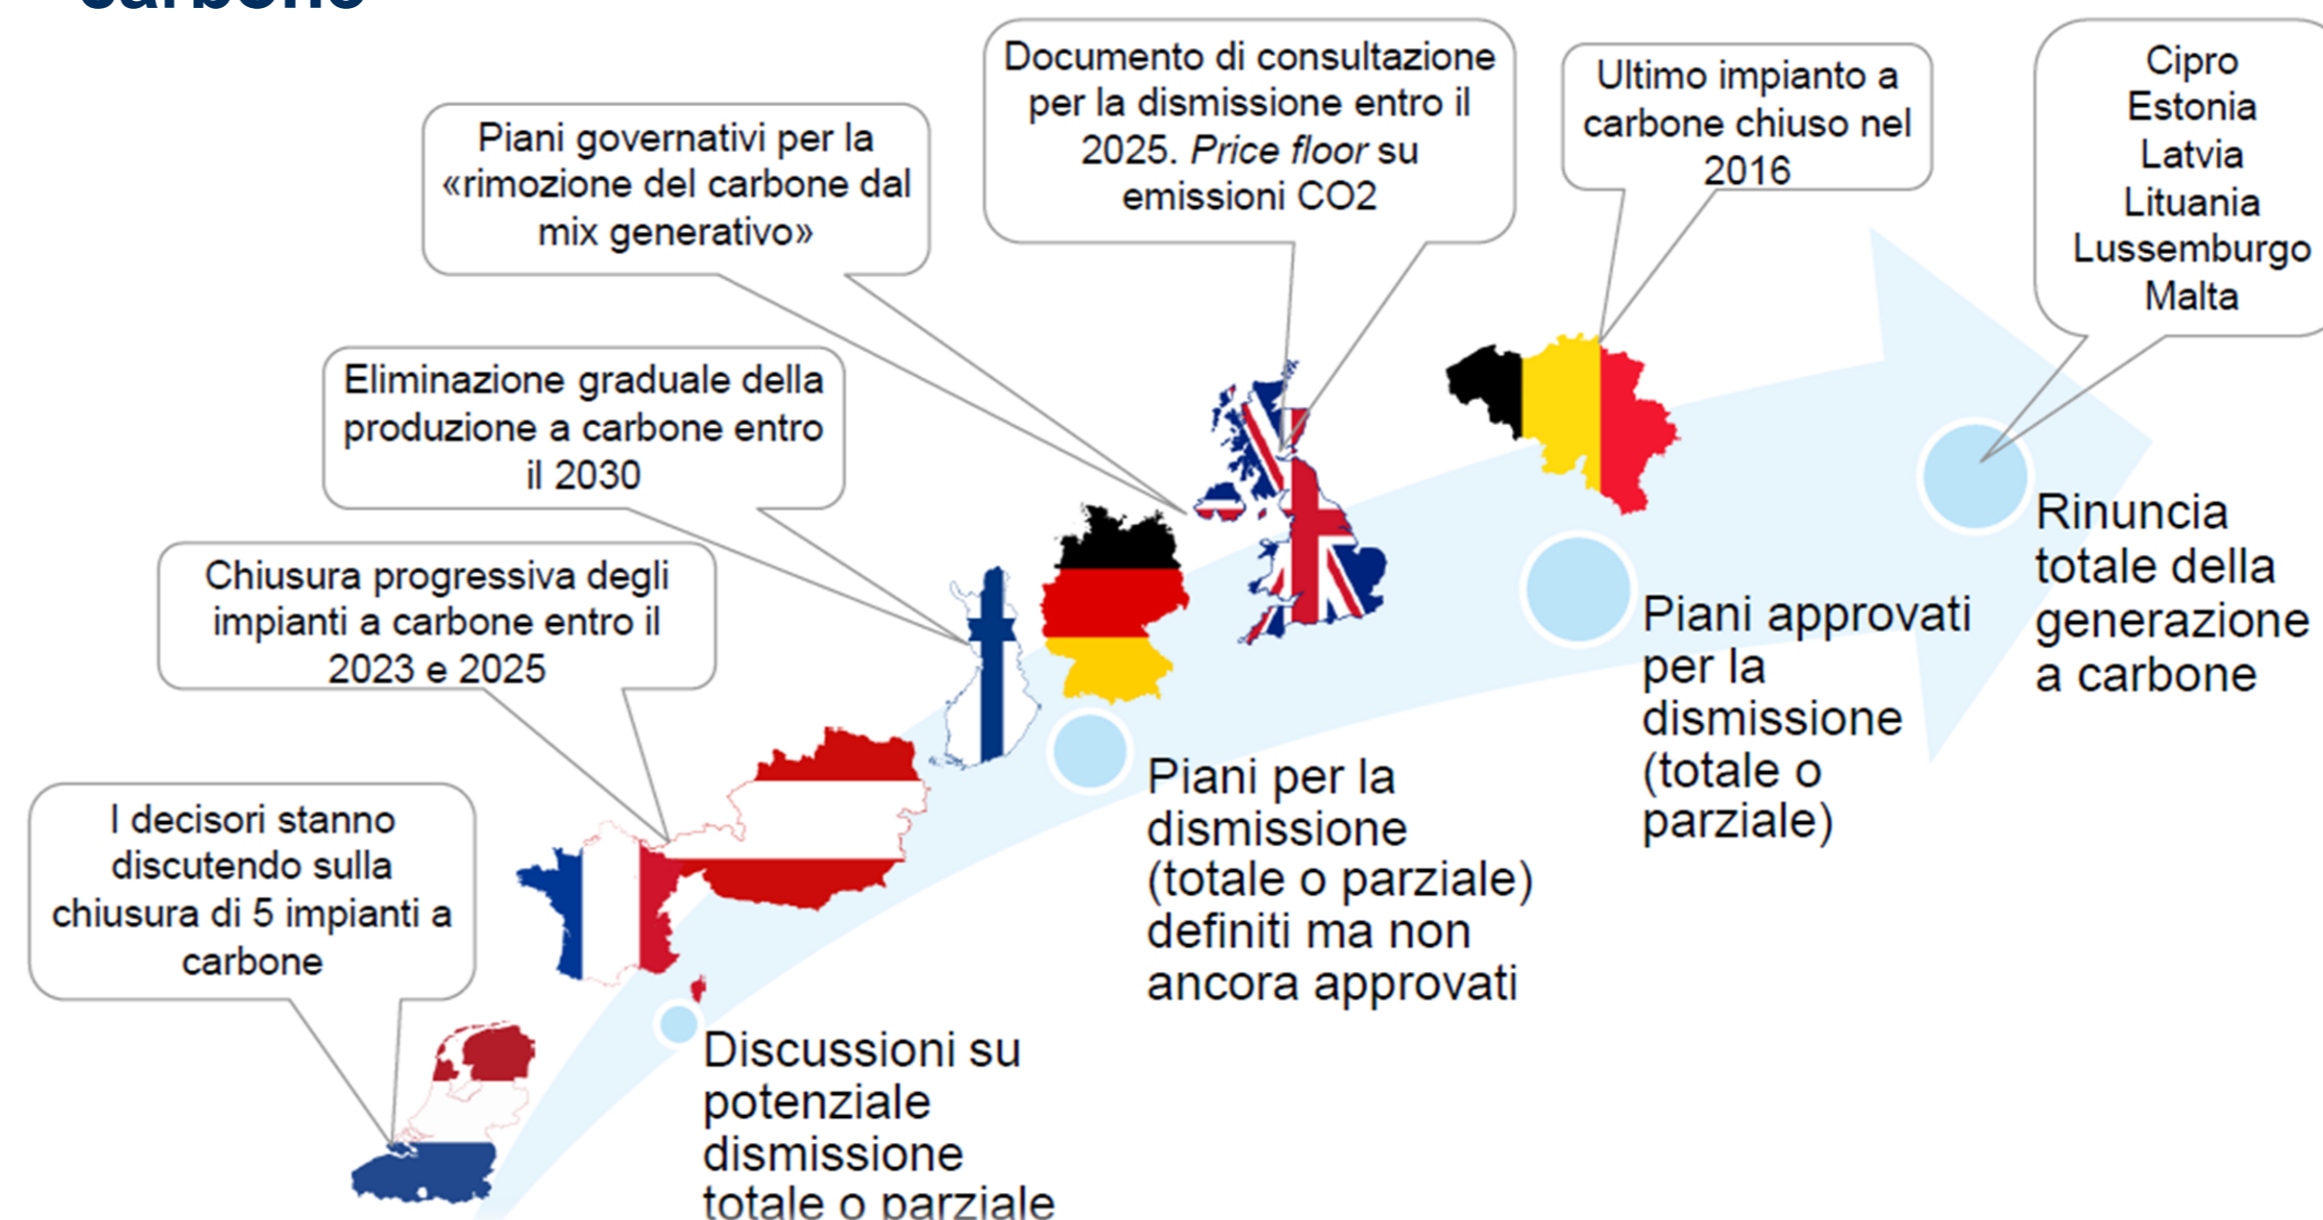 carbone
Documento di consultazione
per la dismissione entro il
2025. Price floor su
emissioni CO2
Ultimo impianto a
carbone chiuso nel
2016
Cipro
Estonia
Latvia
Lituania
Lussemburgo
Malta
Piani governativi per la
«rimozione del carbone dal
mix generativo»
Eliminazione graduale della
produzione a carbone entro
il 2030
Chiusura progressiva degli
impianti a carbone entro il
2023 e 2025
I decisori stanno
discutendo sulla
chiusura di 5 impianti a
carbone
Rinuncia
totale della
generazione
a carbone
Piani approvati
per la
dismissione
(totale o
parziale)
Piani per la
dismissione
(totale o parziale)
definiti ma non
ancora approvati
Discussioni su
potenziale
dismissione
totale o parziale